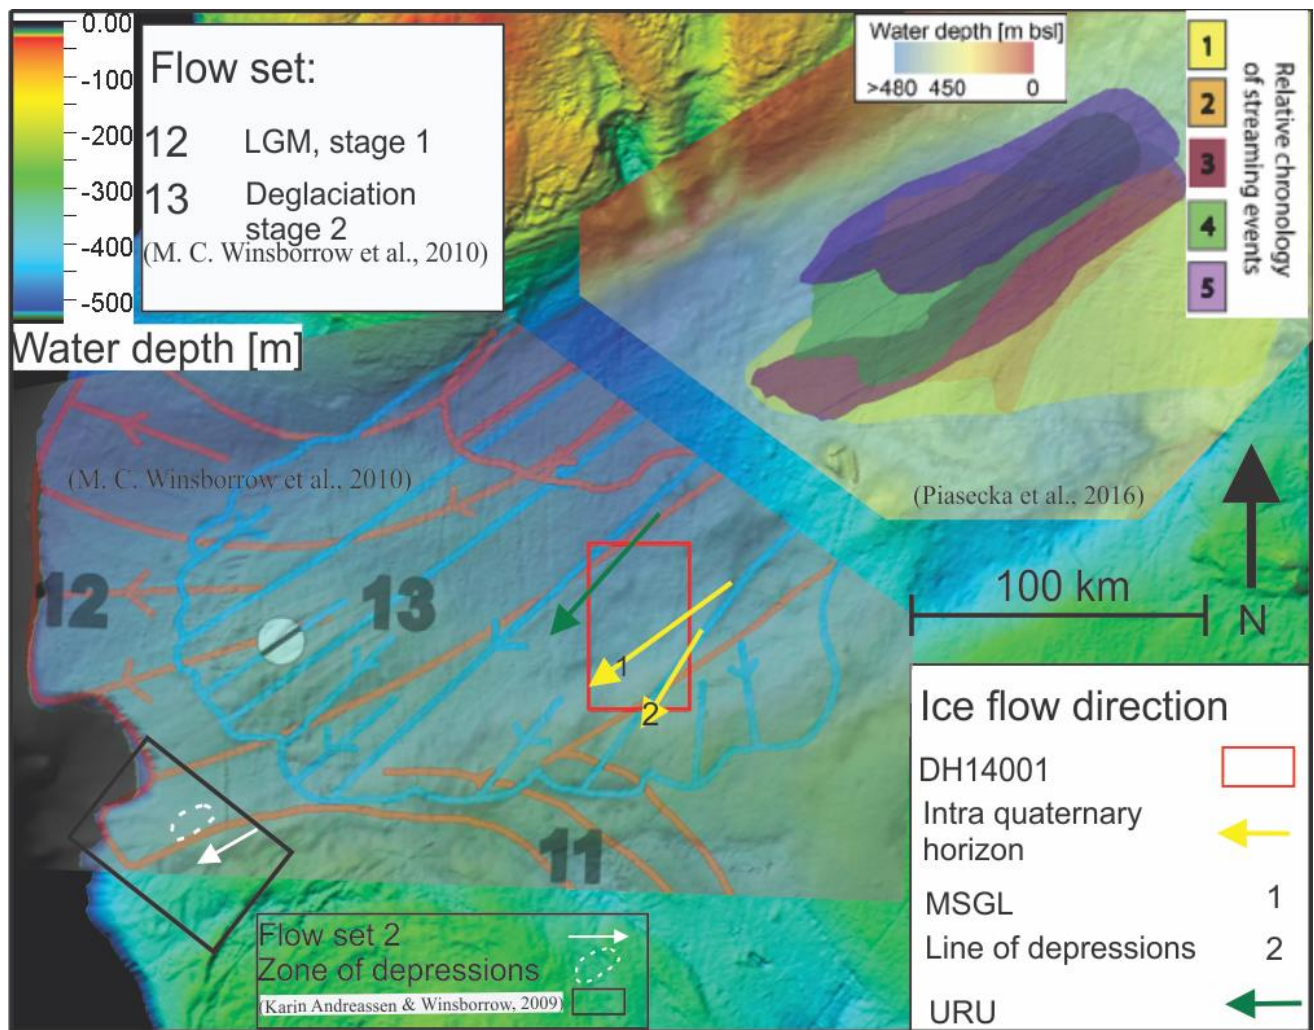 0.00
-100
-200
-300
-400
-500
Water depth [m]
Flow set:
12 LGM, stage 1
13 Deglaciation
stage 2
(M. C. Winsborrow et al., 2010)
Water depth [m bsl]
>480 450 0
1
2
3
4
5
Relative chronology
of streaming events
(M. C. Winsborrow et al., 2010)
(Piasecka et al., 2016)
12
13
11
1
2
100 km
N
Ice flow direction
DH14001
Intra quaternary
horizon
MSGL 1
Line of depressions 2
URU
Flow set 2
Zone of depressions
(Karin Andreassen & Winsborrow, 2009)